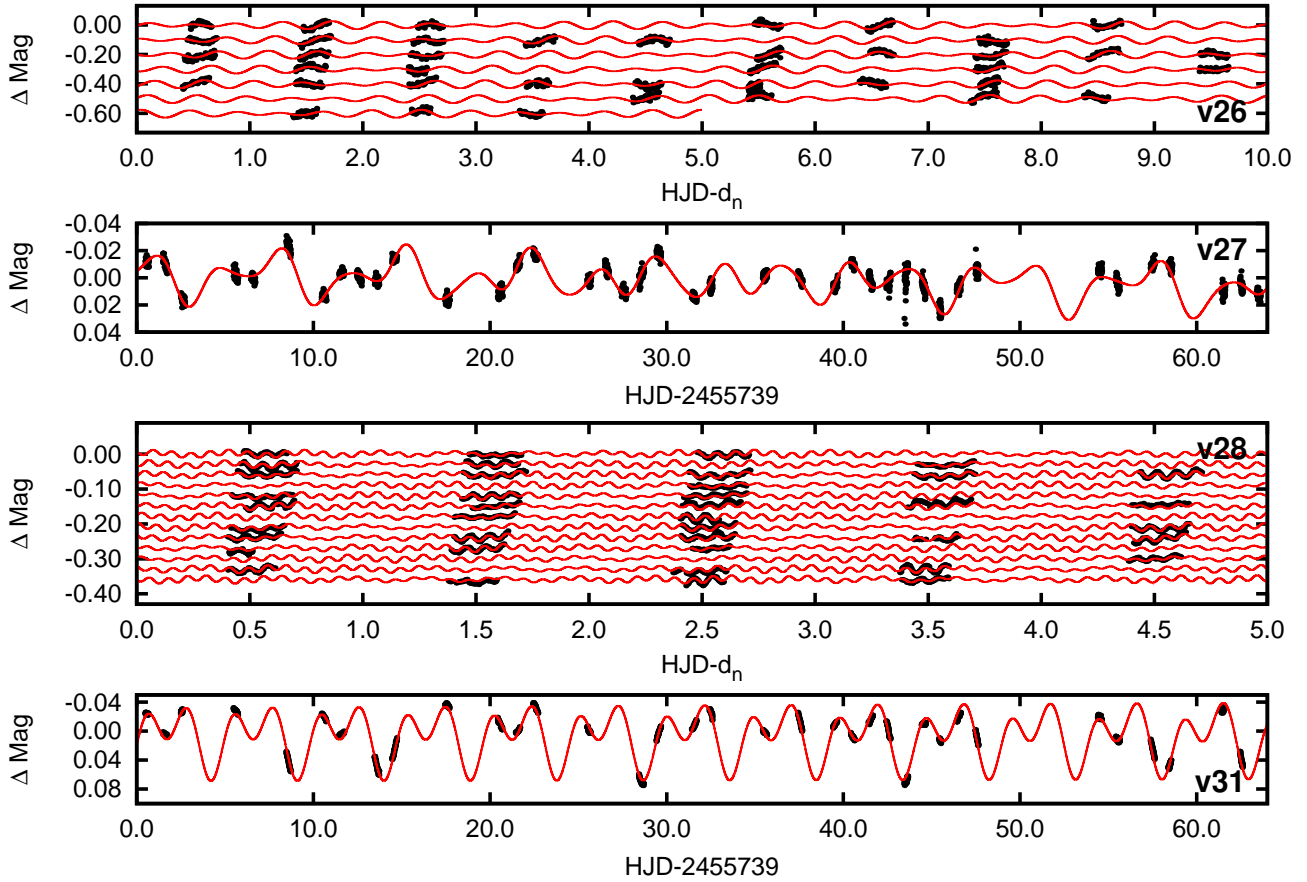 Δ Mag
0.00
-0.20
-0.40
-0.60
v26
0.0 1.0 2.0 3.0 4.0 5.0 6.0 7.0 8.0 9.0 10.0
HJD-dn
Δ Mag
-0.04
-0.02
0.00
0.02
0.04
v27
0.0 10.0 20.0 30.0 40.0 50.0 60.0
HJD-2455739
Δ Mag
0.00
-0.10
-0.20
-0.30
-0.40
v28
0.0 0.5 1.0 1.5 2.0 2.5 3.0 3.5 4.0 4.5 5.0
HJD-dn
Δ Mag
-0.04
0.00
0.04
0.08
v31
0.0 10.0 20.0 30.0 40.0 50.0 60.0
HJD-2455739